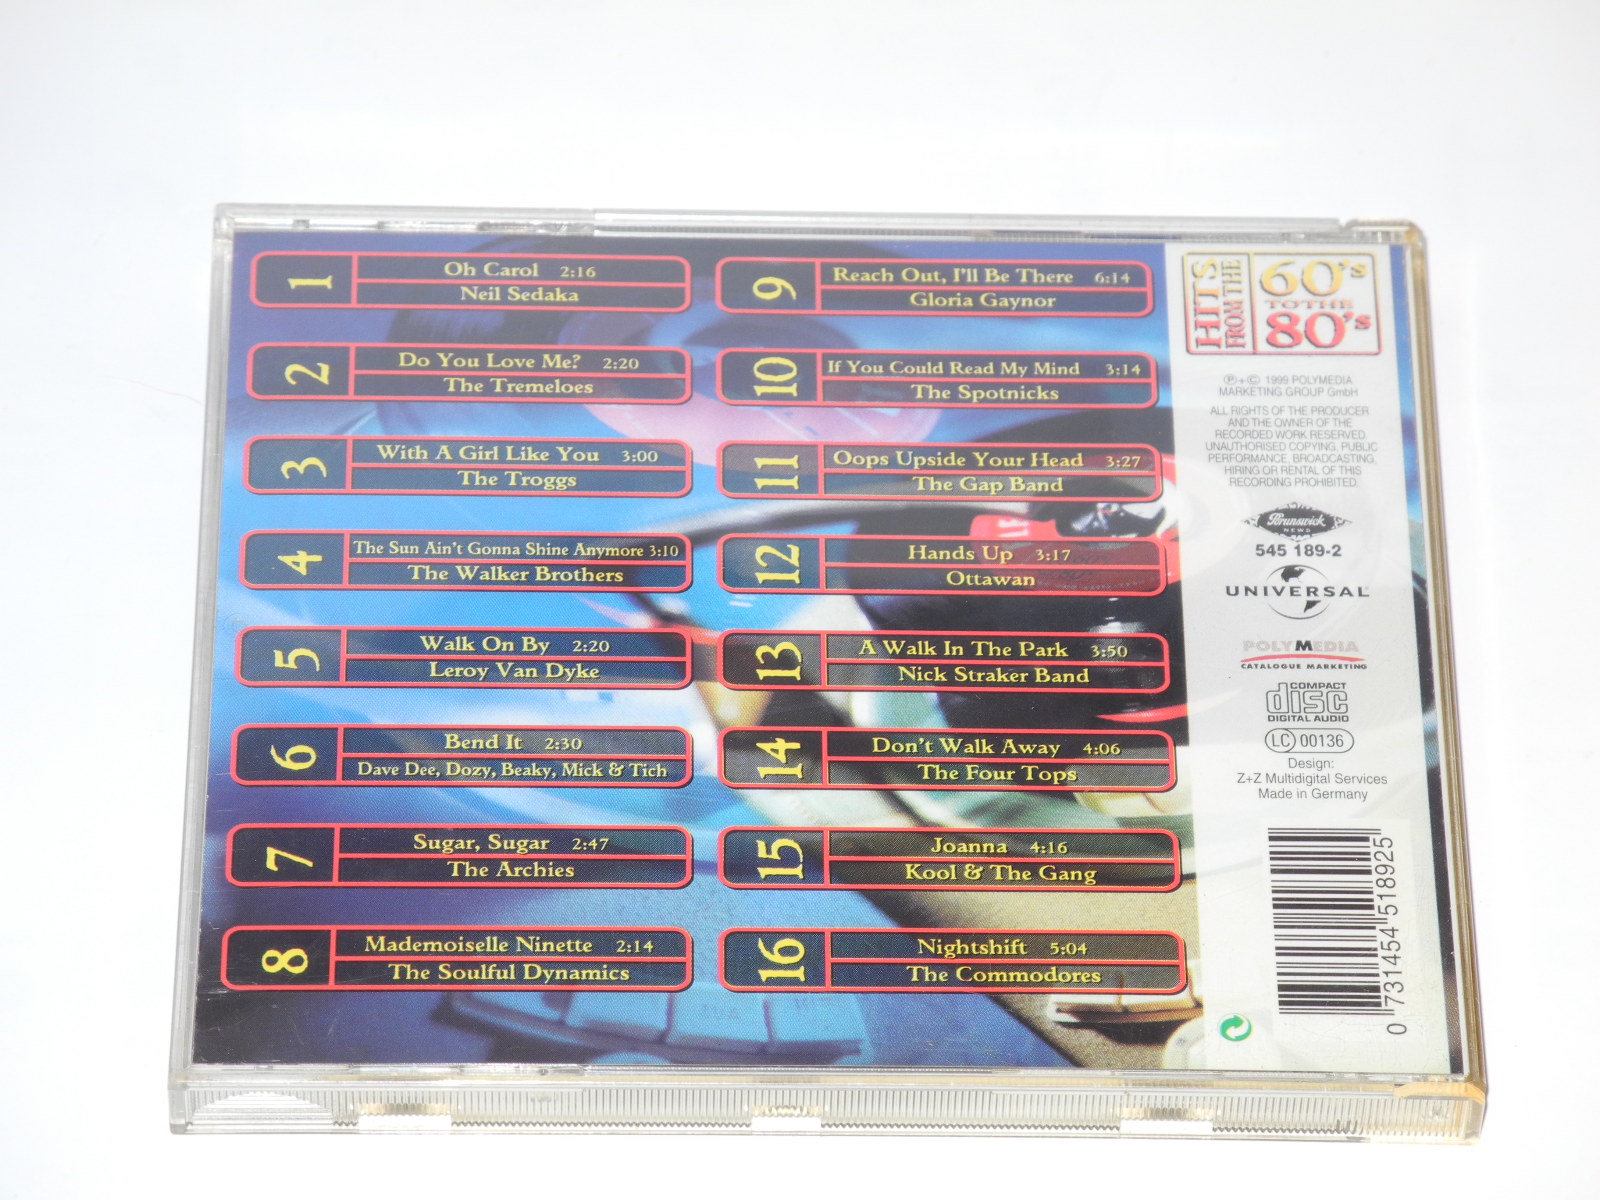 1
Oh Carol 2:16
Neil Sedaka
2
Do You Love Me? 2:20
The Tremeloes
3
With A Girl Like You 3:00
The Troggs
4
The Sun Ain't Gonna Shine Anymore 3:10
The Walker Brothers
5
Walk On By 2:20
Leroy Van Dyke
6
Bend It 2:30
Dave Dee, Dozy, Beaky, Mick & Tich
7
Sugar, Sugar 2:47
The Archies
8
Mademoiselle Ninette 2:14
The Soulful Dynamics
9
Reach Out, I'll Be There 6:14
Gloria Gaynor
10
If You Could Read My Mind 3:14
The Spotnicks
11
Oops Upside Your Head 3:27
The Gap Band
12
Hands Up 3:17
Ottawan
13
A Walk In The Park 3:50
Nick Straker Band
14
Don't Walk Away 4:06
The Four Tops
15
Joanna 4:16
Kool & The Gang
16
Nightshift 5:04
The Commodores
HITS
FROM THE
60's
TO THE
80's
℗+© 1999 POLYMEDIA
MARKETING GROUP GmbH
ALL RIGHTS OF THE PRODUCER
AND THE OWNER OF THE
RECORDED WORK RESERVED.
UNAUTHORISED COPYING, PUBLIC
PERFORMANCE, BROADCASTING,
HIRING OR RENTAL OF THIS
RECORDING PROHIBITED.
Brunswick
NEWS
545 189-2
UNIVERSAL
POLYMEDIA
CATALOGUE MARKETING
COMPACT
disc
DIGITAL AUDIO
LC 00136
Design:
Z+Z Multidigital Services
Made in Germany
0 731454 518925